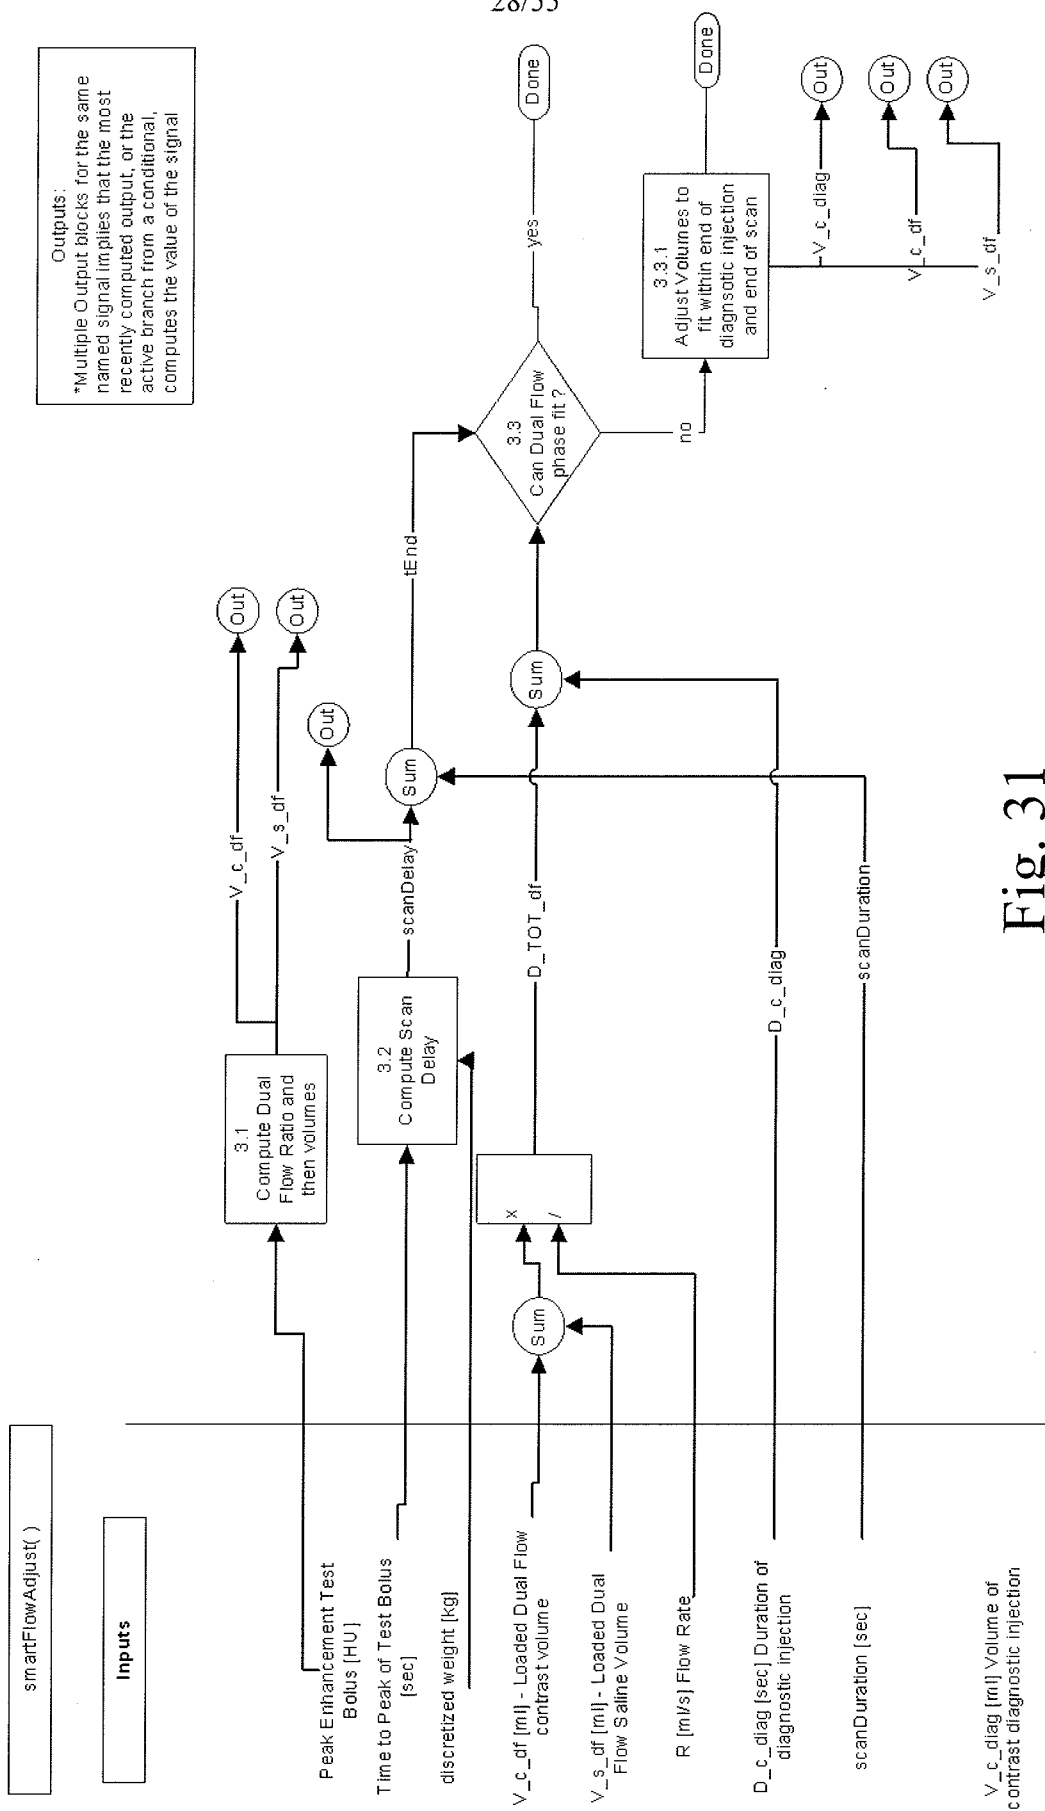 28/55
smartFlowAdjust( )
Inputs
Peak Enhancement Test
Bolus [HU]
Time to Peak of Test Bolus
[sec]
discretized weight [kg]
V_c_df [ml] - Loaded Dual Flow
contrast volume
V_s_df [ml] - Loaded Dual
Flow Saline Volume
R [ml/s] Flow Rate
D_c_diag [sec] Duration of
diagnostic injection
scanDuration [sec]
V_c_diag [ml] Volume of
contrast diagnostic injection
3.1
Compute Dual
Flow Ratio and
then volumes
V_c_df
Out
V_s_df
Out
3.2
Compute Scan
Delay
scanDelay
Out
Sum
tEnd
Sum
x
/
D_TOT_df
Sum
D_c_diag
scanDuration
3.3
Can Dual Flow
phase fit ?
yes
Done
no
3.3.1
Adjust Volumes to
fit within end of
diagnsotic injection
and end of scan
Done
V_c_diag
Out
V_c_df
Out
V_s_df
Out
Outputs:
*Multiple Output blocks for the same
named signal implies that the most
recently computed output, or the
active branch from a conditional,
computes the value of the signal
Fig. 31